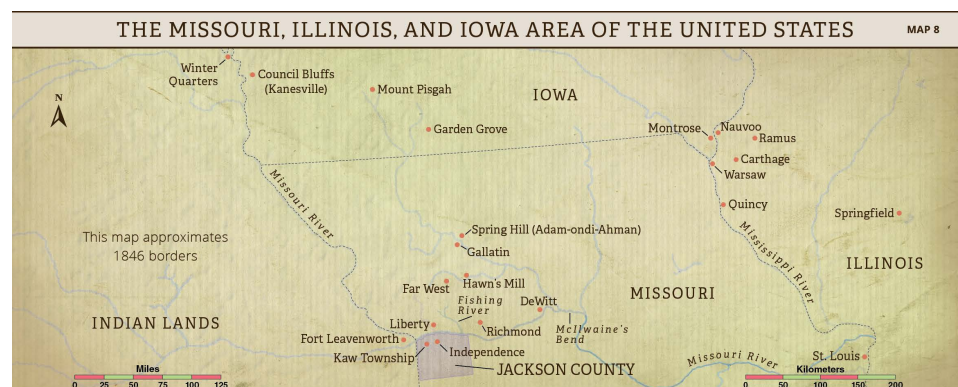 THE MISSOURI, ILLINOIS, AND IOWA AREA OF THE UNITED STATES
MAP 8
Winter
Quarters
Council Bluffs
(Kanesville)
Mount Pisgah
IOWA
N
Garden Grove
Montrose
Nauvoo
Ramus
Carthage
Warsaw
Missouri River
Quincy
Springfield
Spring Hill (Adam-ondi-Ahman)
This map approximates
1846 borders
Gallatin
Mississippi River
ILLINOIS
Far West
Hawn's Mill
MISSOURI
Fishing
River
DeWitt
INDIAN LANDS
Liberty
Richmond
McIlwaine's
Bend
Fort Leavenworth
Kaw Township
Independence
Missouri River
St. Louis
JACKSON COUNTY
Miles
0 25 50 75 100 125
Kilometers
0 50 100 150 200